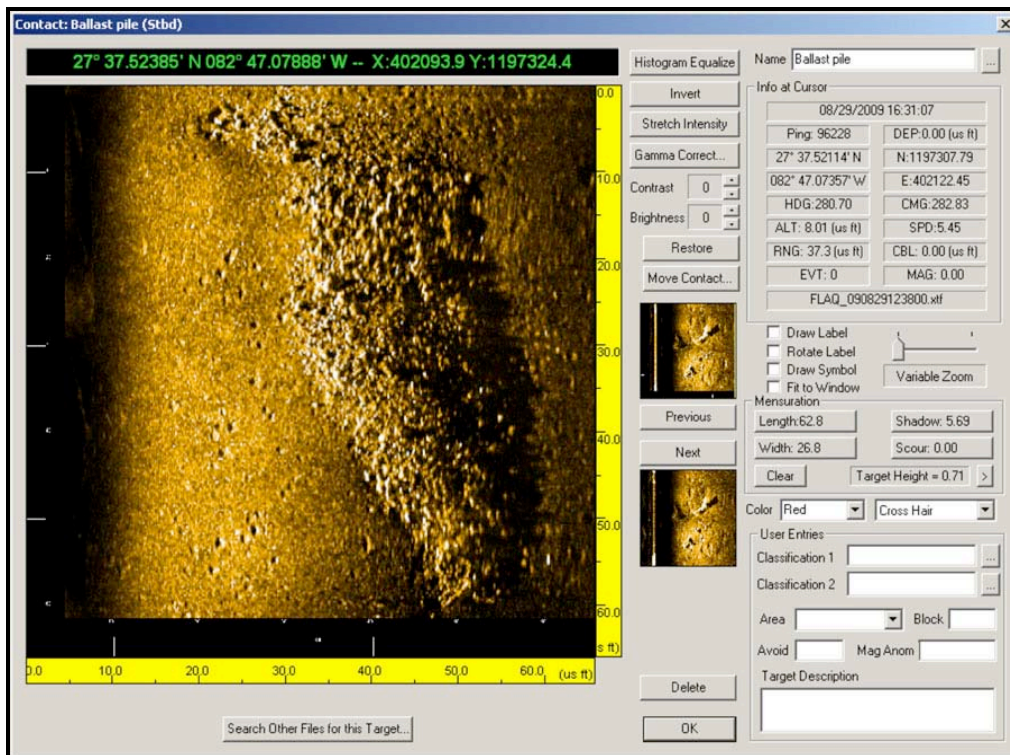 Contact: Ballast pile (Stbd)
27° 37.52385' N 082° 47.07888' W -- X:402093.9 Y:1197324.4
0.0
10.0
20.0
30.0
40.0
50.0
60.0
s ft)
0.0 10.0 20.0 30.0 40.0 50.0 60.0 (us ft)
Search Other Files for this Target...
Histogram Equalize
Invert
Stretch Intensity
Gamma Correct...
Contrast 0
Brightness 0
Restore
Move Contact...
Previous
Next
Delete
OK
Name Ballast pile ...
Info at Cursor
08/29/2009 16:31:07
Ping: 96228 DEP:0.00 (us ft)
27° 37.52114' N N:1197307.79
082° 47.07357' W E:402122.45
HDG:280.70 CMG:282.83
ALT: 8.01 (us ft) SPD:5.45
RNG: 37.3 (us ft) CBL: 0.00 (us ft)
EVT: 0 MAG: 0.00
FLAQ_090829123800.xtf
Draw Label
Rotate Label
Draw Symbol
Fit to Window
Variable Zoom
Mensuration
Length:62.8 Shadow: 5.69
Width: 26.8 Scour: 0.00
Clear Target Height = 0.71 >
Color Red Cross Hair
User Entries
Classification 1 ...
Classification 2 ...
Area Block
Avoid Mag Anom
Target Description